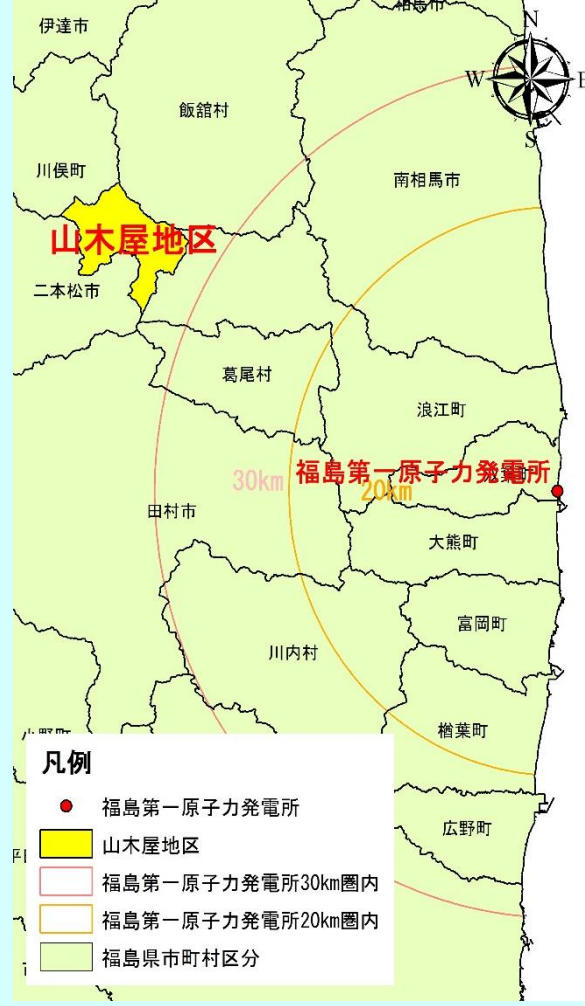 相馬市
伊達市
N
W
E
S
飯舘村
川俣町
南相馬市
山木屋地区
二本松市
葛尾村
浪江町
福島第一原子力発電所
30km
20km
田村市
大熊町
富岡町
川内村
楢葉町
広野町
小野町
凡例
福島第一原子力発電所
山木屋地区
福島第一原子力発電所30km圏内
福島第一原子力発電所20km圏内
福島県市町村区分